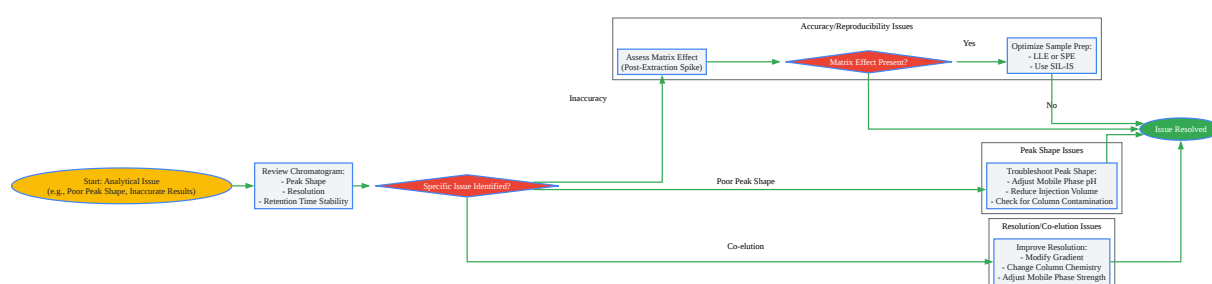 Accuracy/Reproducibility Issues
Assess Matrix Effect
(Post-Extraction Spike)
Matrix Effect Present?
Yes
Optimize Sample Prep:
- LLE or SPE
- Use SIL-IS
Inaccuracy
No
Issue Resolved
Start: Analytical Issue
(e.g., Poor Peak Shape, Inaccurate Results)
Review Chromatogram:
- Peak Shape
- Resolution
- Retention Time Stability
Specific Issue Identified?
Poor Peak Shape
Peak Shape Issues
Troubleshoot Peak Shape:
- Adjust Mobile Phase pH
- Reduce Injection Volume
- Check for Column Contamination
Co-elution
Resolution/Co-elution Issues
Improve Resolution:
- Modify Gradient
- Change Column Chemistry
- Adjust Mobile Phase Strength